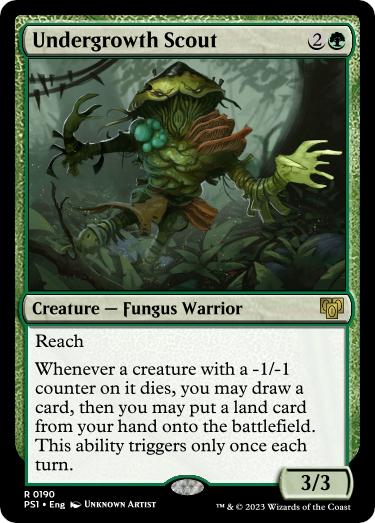 Undergrowth Scout 2
Creature — Fungus Warrior
Reach
Whenever a creature with a -1/-1
counter on it dies, you may draw a
card, then you may put a land card
from your hand onto the battlefield.
This ability triggers only once each
turn.
3/3
R 0190
PS1 • Eng Unknown Artist
™ & © 2023 Wizards of the Coast